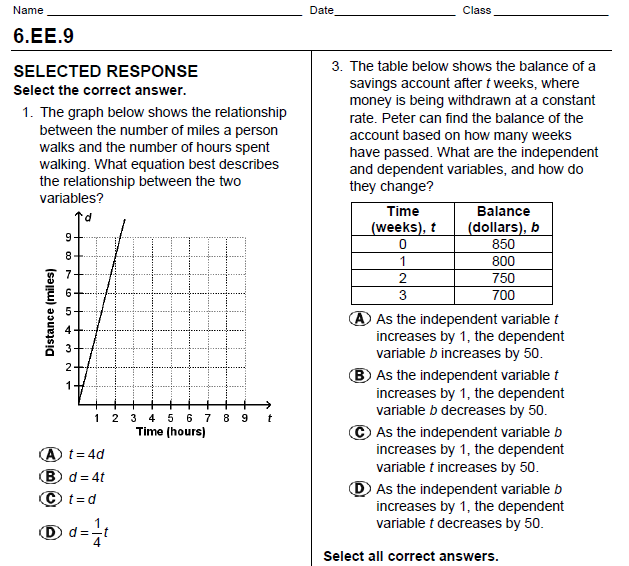 Name
Date
Class
6.EE.9
SELECTED RESPONSE
Select the correct answer.
1. The graph below shows the relationship
between the number of miles a person
walks and the number of hours spent
walking. What equation best describes
the relationship between the two
variables?
d
9
8
7
6
5
4
3
2
1
Distance (miles)
1 2 3 4 5 6 7 8 9 t
Time (hours)
A t = 4d
B d = 4t
C t = d
D d = 1/4 t
3. The table below shows the balance of a
savings account after t weeks, where
money is being withdrawn at a constant
rate. Peter can find the balance of the
account based on how many weeks
have passed. What are the independent
and dependent variables, and how do
they change?
Time Balance
(weeks), t (dollars), b
0 850
1 800
2 750
3 700
A As the independent variable t
increases by 1, the dependent
variable b increases by 50.
B As the independent variable t
increases by 1, the dependent
variable b decreases by 50.
C As the independent variable b
increases by 1, the dependent
variable t increases by 50.
D As the independent variable b
increases by 1, the dependent
variable t decreases by 50.
Select all correct answers.